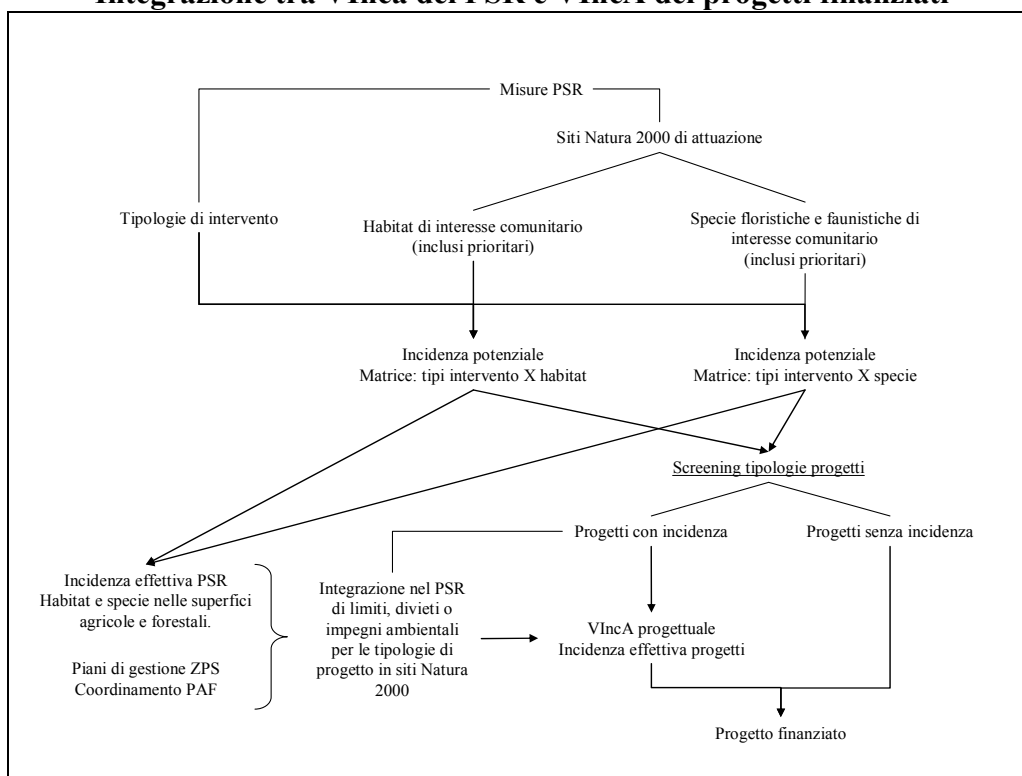 Integrazione tra VInca del PSR e VIncA dei progetti finanziati
Misure PSR
Siti Natura 2000 di attuazione
Tipologie di intervento
Habitat di interesse comunitario
(inclusi prioritari)
Specie floristiche e faunistiche di
interesse comunitario
(inclusi prioritari)
Incidenza potenziale
Matrice: tipi intervento X habitat
Incidenza potenziale
Matrice: tipi intervento X specie
Screening tipologie progetti
Progetti con incidenza
Progetti senza incidenza
Incidenza effettiva PSR
Habitat e specie nelle superfici
agricole e forestali.
Piani di gestione ZPS
Coordinamento PAF
Integrazione nel PSR
di limiti, divieti o
impegni ambientali
per le tipologie di
progetto in siti Natura
2000
VIncA progettuale
Incidenza effettiva progetti
Progetto finanziato